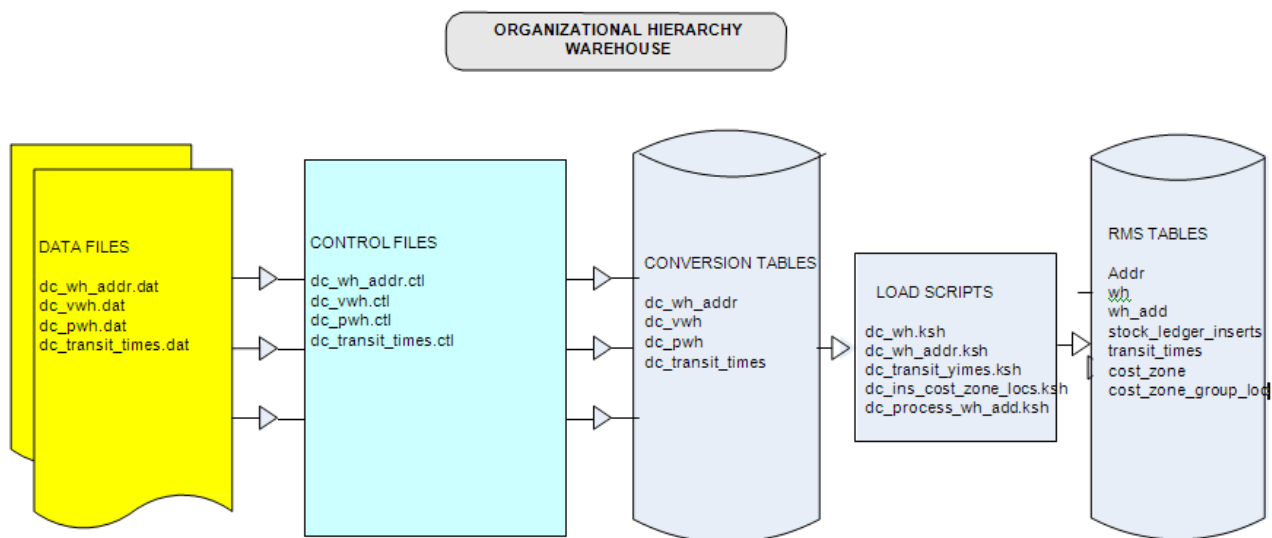 ORGANIZATIONAL HIERARCHY
WAREHOUSE
DATA FILES
dc_wh_addr.dat
dc_vwh.dat
dc_pwh.dat
dc_transit_times.dat
CONTROL FILES
dc_wh_addr.ctl
dc_vwh.ctl
dc_pwh.ctl
dc_transit_times.ctl
CONVERSION TABLES
dc_wh_addr
dc_vwh
dc_pwh
dc_transit_times
LOAD SCRIPTS
dc_wh.ksh
dc_wh_addr.ksh
dc_transit_yimes.ksh
dc_ins_cost_zone_locs.ksh
dc_process_wh_add.ksh
RMS TABLES
Addr
wh
wh_add
stock_ledger_inserts
transit_times
cost_zone
cost_zone_group_loc